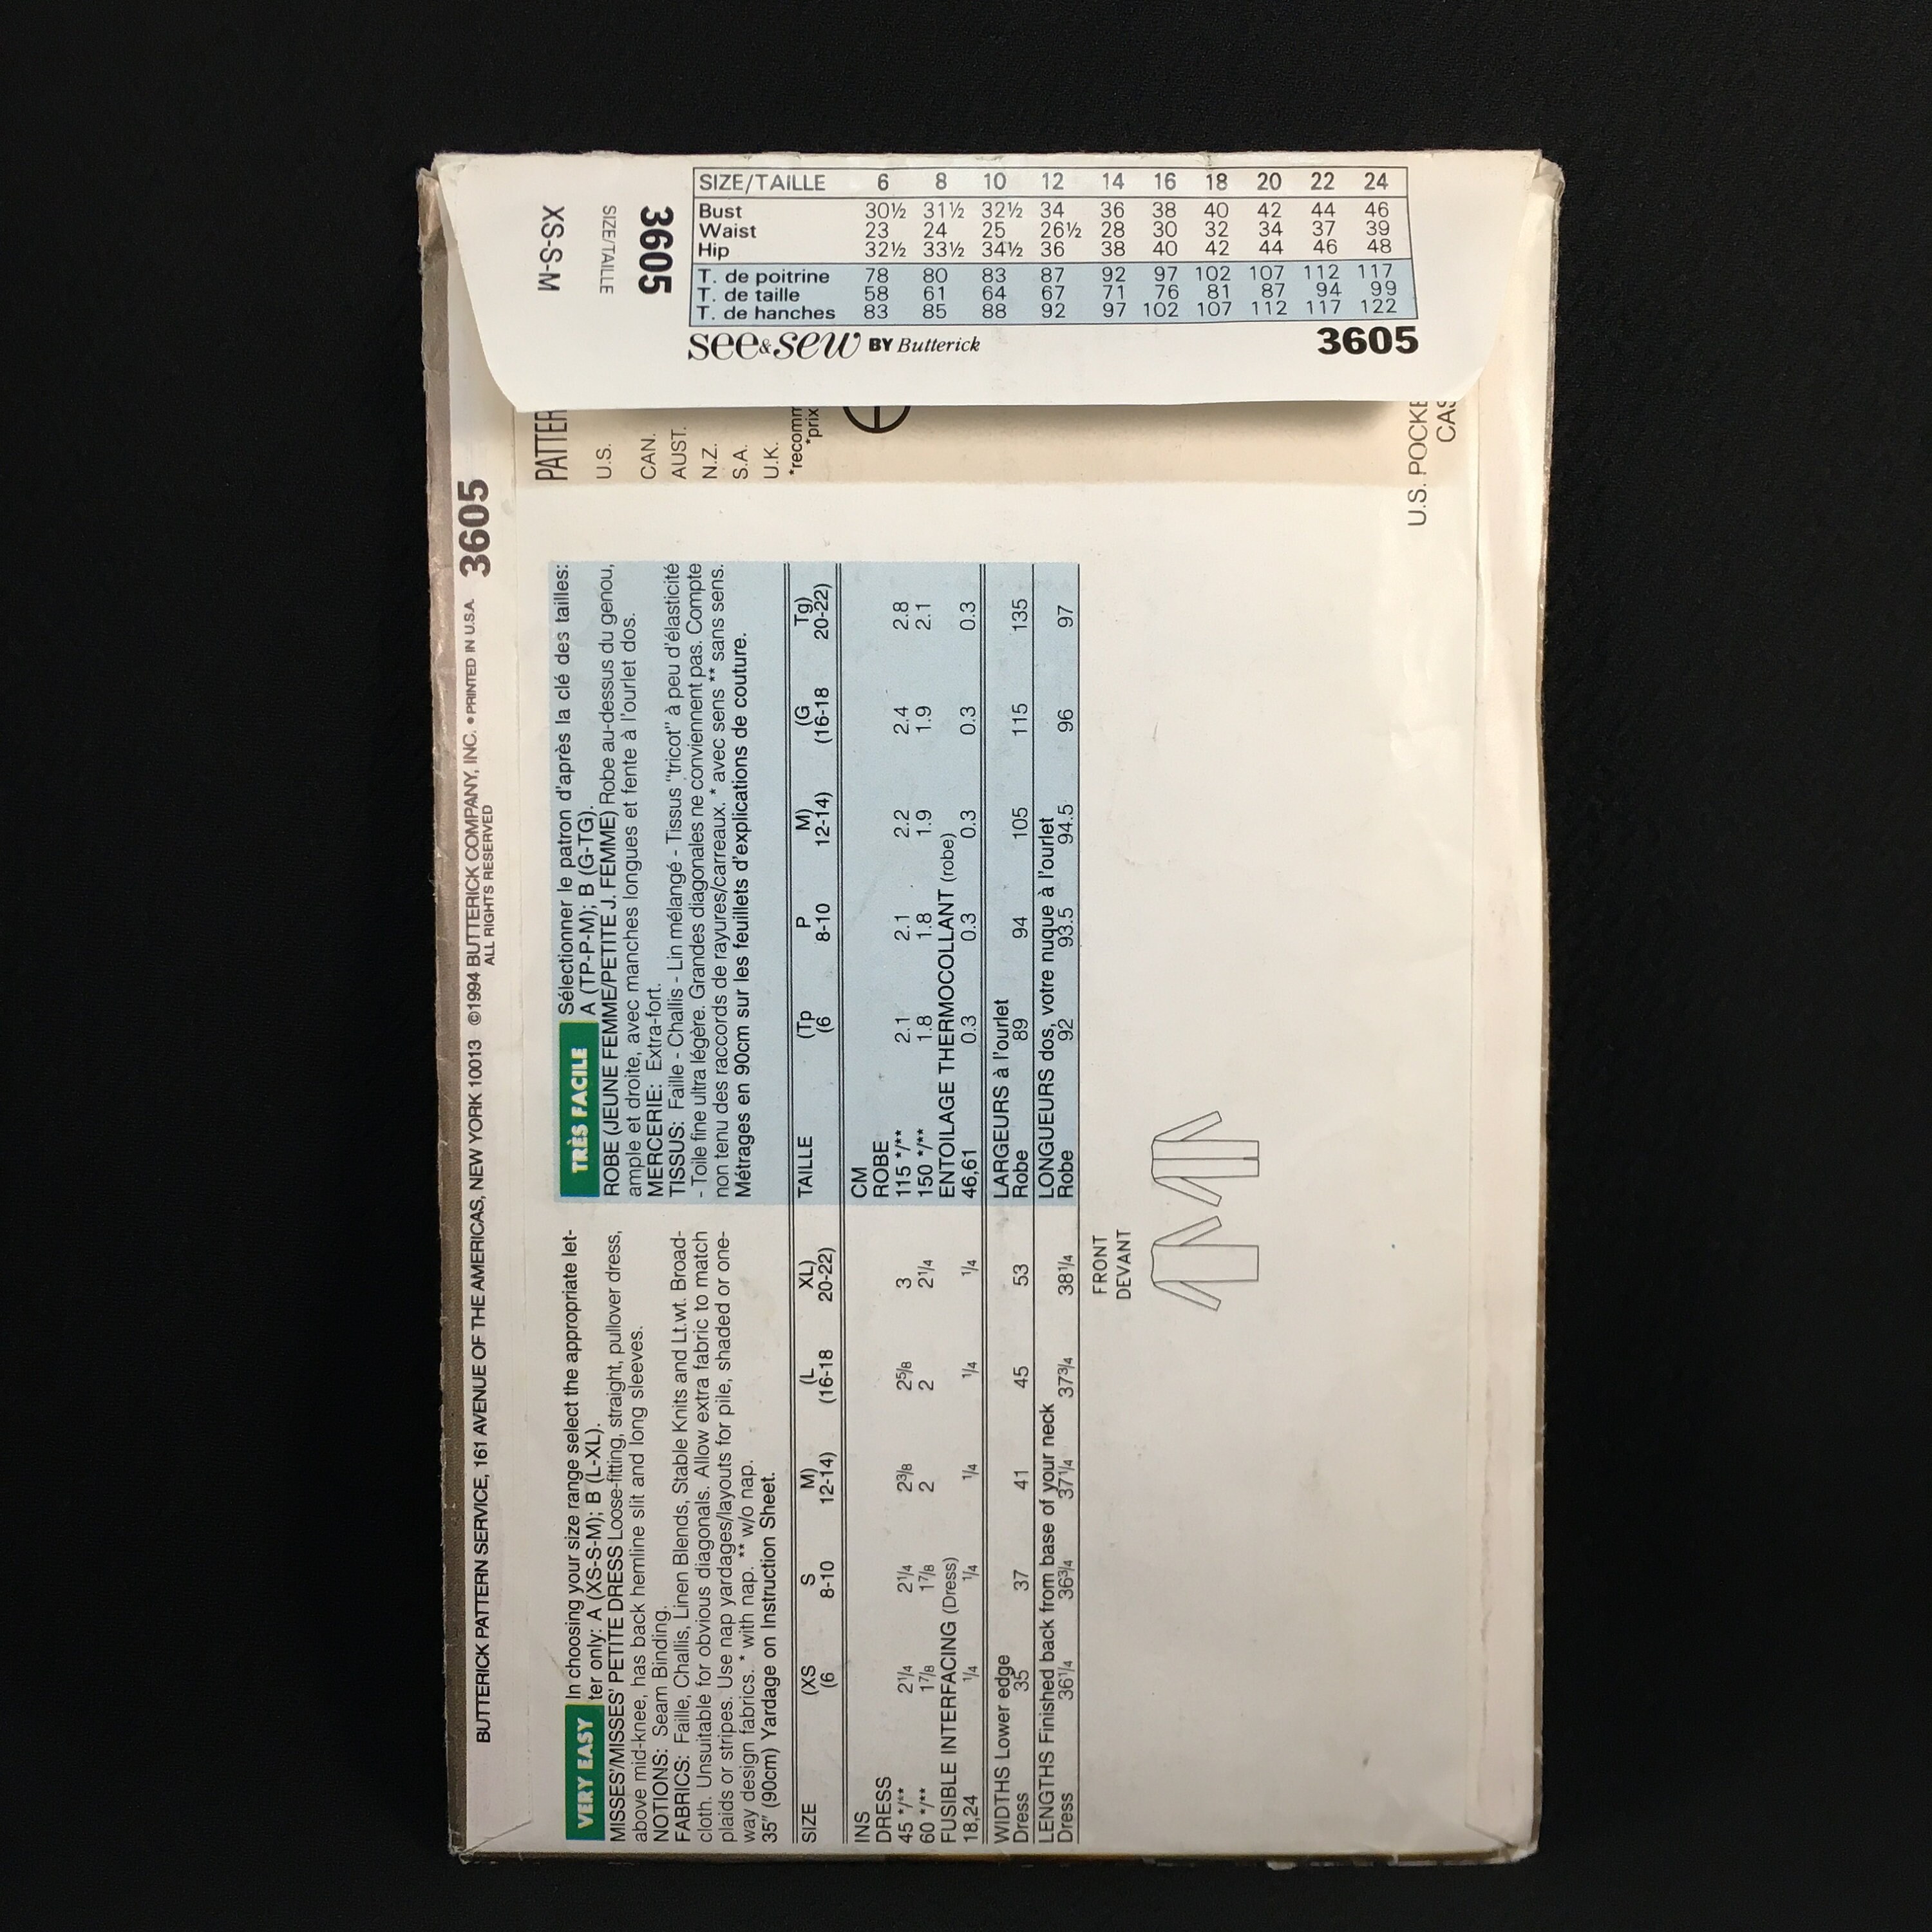 XS-S-M
SIZE/TAILLE
3605
SIZE/TAILLE 6 8 10 12 14 16 18 20 22 24
Bust 30½ 31½ 32½ 34 36 38 40 42 44 46
Waist 23 24 25 26½ 28 30 32 34 37 39
Hip 32½ 33½ 34½ 36 38 40 42 44 46 48
T. de poitrine 78 80 83 87 92 97 102 107 112 117
T. de taille 58 61 64 67 71 76 81 87 94 99
T. de hanches 83 85 88 92 97 102 107 112 117 122
see&sew BY Butterick 3605
BUTTERICK PATTERN SERVICE, 161 AVENUE OF THE AMERICAS, NEW YORK 10013 ©1994 BUTTERICK COMPANY, INC. • PRINTED IN U.S.A. 3605
ALL RIGHTS RESERVED
VERY EASY In choosing your size range select the appropriate let-
ter only: A (XS-S-M); B (L-XL).
MISSES'/MISSES' PETITE DRESS Loose-fitting, straight, pullover dress,
above mid-knee, has back hemline slit and long sleeves.
NOTIONS: Seam Binding.
FABRICS: Faille, Challis, Linen Blends, Stable Knits and Lt.wt. Broad-
cloth. Unsuitable for obvious diagonals. Allow extra fabric to match
plaids or stripes. Use nap yardages/layouts for pile, shaded or one-
way design fabrics. * with nap. ** w/o nap.
35" (90cm) Yardage on Instruction Sheet.
SIZE (XS S M) (L XL)
(6 8-10 12-14) (16-18 20-22)
INS
DRESS
45 */** 2¼ 2¼ 2⅜ 2⅝ 3
60 */** 1⅞ 1⅞ 2 2 2¼
FUSIBLE INTERFACING (Dress)
18,24 ¼ ¼ ¼ ¼ ¼
WIDTHS Lower edge
Dress 35 37 41 45 53
LENGTHS Finished back from base of your neck
Dress 36¼ 36¾ 37¼ 37¾ 38¼
TRÈS FACILE Sélectionner le patron d'après la clé des tailles:
A (TP-P-M); B (G-TG).
ROBE (JEUNE FEMME/PETITE J. FEMME) Robe au-dessus du genou,
ample et droite, avec manches longues et fente à l'ourlet dos.
MERCERIE: Extra-fort.
TISSUS: Faille - Challis - Lin mélangé - Tissus "tricot" à peu d'élasticité
- Toile fine ultra légère. Grandes diagonales ne conviennent pas. Compte
non tenu des raccords de rayures/carreaux. * avec sens ** sans sens.
Métrages en 90cm sur les feuillets d'explications de couture.
TAILLE (Tp P M) (G Tg)
(6 8-10 12-14) (16-18 20-22)
CM
ROBE
115 */** 2.1 2.1 2.2 2.4 2.8
150 */** 1.8 1.8 1.9 1.9 2.1
ENTOILAGE THERMOCOLLANT (robe)
46,61 0.3 0.3 0.3 0.3 0.3
LARGEURS à l'ourlet
Robe 89 94 105 115 135
LONGUEURS dos, votre nuque à l'ourlet
Robe 92 93.5 94.5 96 97
FRONT
DEVANT
PATTER
U.S.
CAN.
AUST.
N.Z.
S.A.
U.K.
*recomm
*prix
U.S. POCKE
CAS